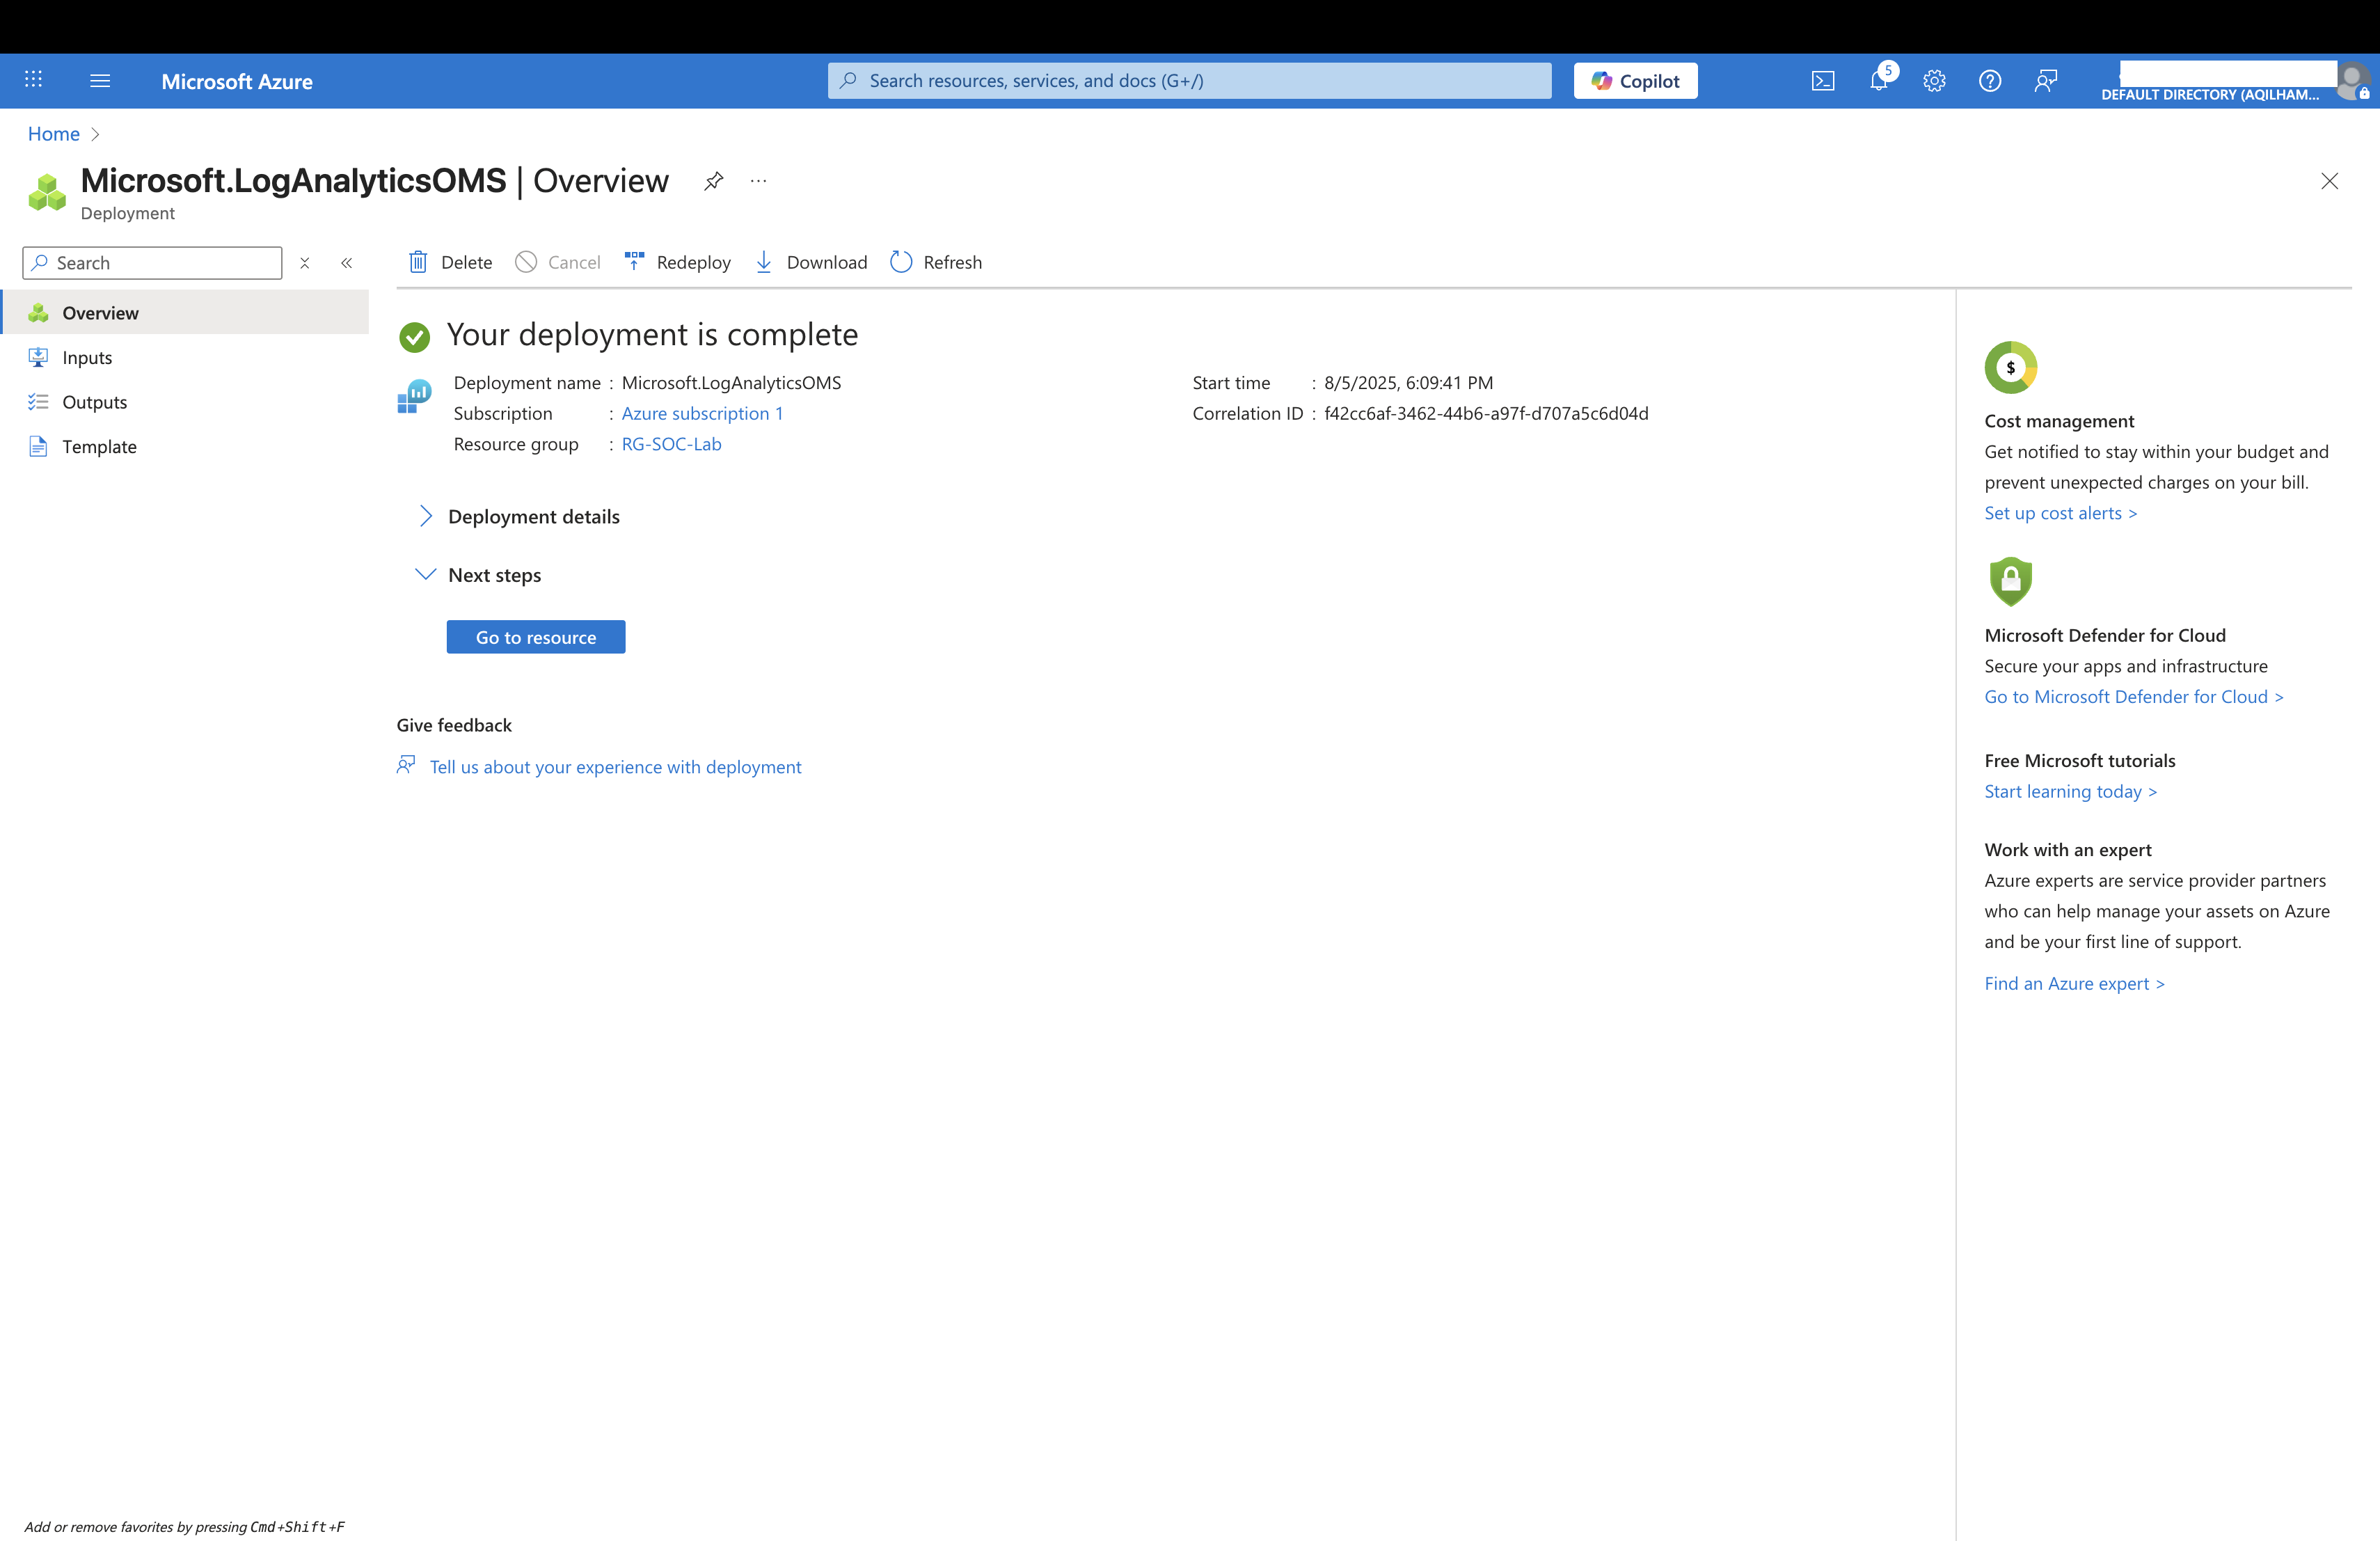 Microsoft Azure
Search resources, services, and docs (G+/)
Copilot
5
DEFAULT DIRECTORY (AQILHAM...
Home
Microsoft.LogAnalyticsOMS | Overview
Deployment
Search
Delete
Cancel
Redeploy
Download
Refresh
Overview
Inputs
Outputs
Template
Your deployment is complete
Deployment name : Microsoft.LogAnalyticsOMS
Subscription : Azure subscription 1
Resource group : RG-SOC-Lab
Start time : 8/5/2025, 6:09:41 PM
Correlation ID : f42cc6af-3462-44b6-a97f-d707a5c6d04d
Deployment details
Next steps
Go to resource
Give feedback
Tell us about your experience with deployment
$
Cost management
Get notified to stay within your budget and
prevent unexpected charges on your bill.
Set up cost alerts >
Microsoft Defender for Cloud
Secure your apps and infrastructure
Go to Microsoft Defender for Cloud >
Free Microsoft tutorials
Start learning today >
Work with an expert
Azure experts are service provider partners
who can help manage your assets on Azure
and be your first line of support.
Find an Azure expert >
Add or remove favorites by pressing Cmd+Shift+F